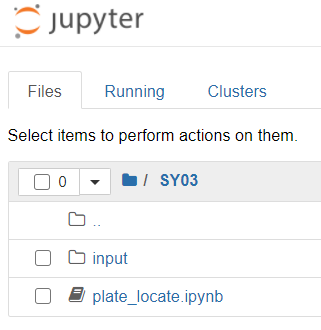 jupyter
Files Running Clusters
Select items to perform actions on them.
0 / SY03
..
input
plate_locate.ipynb